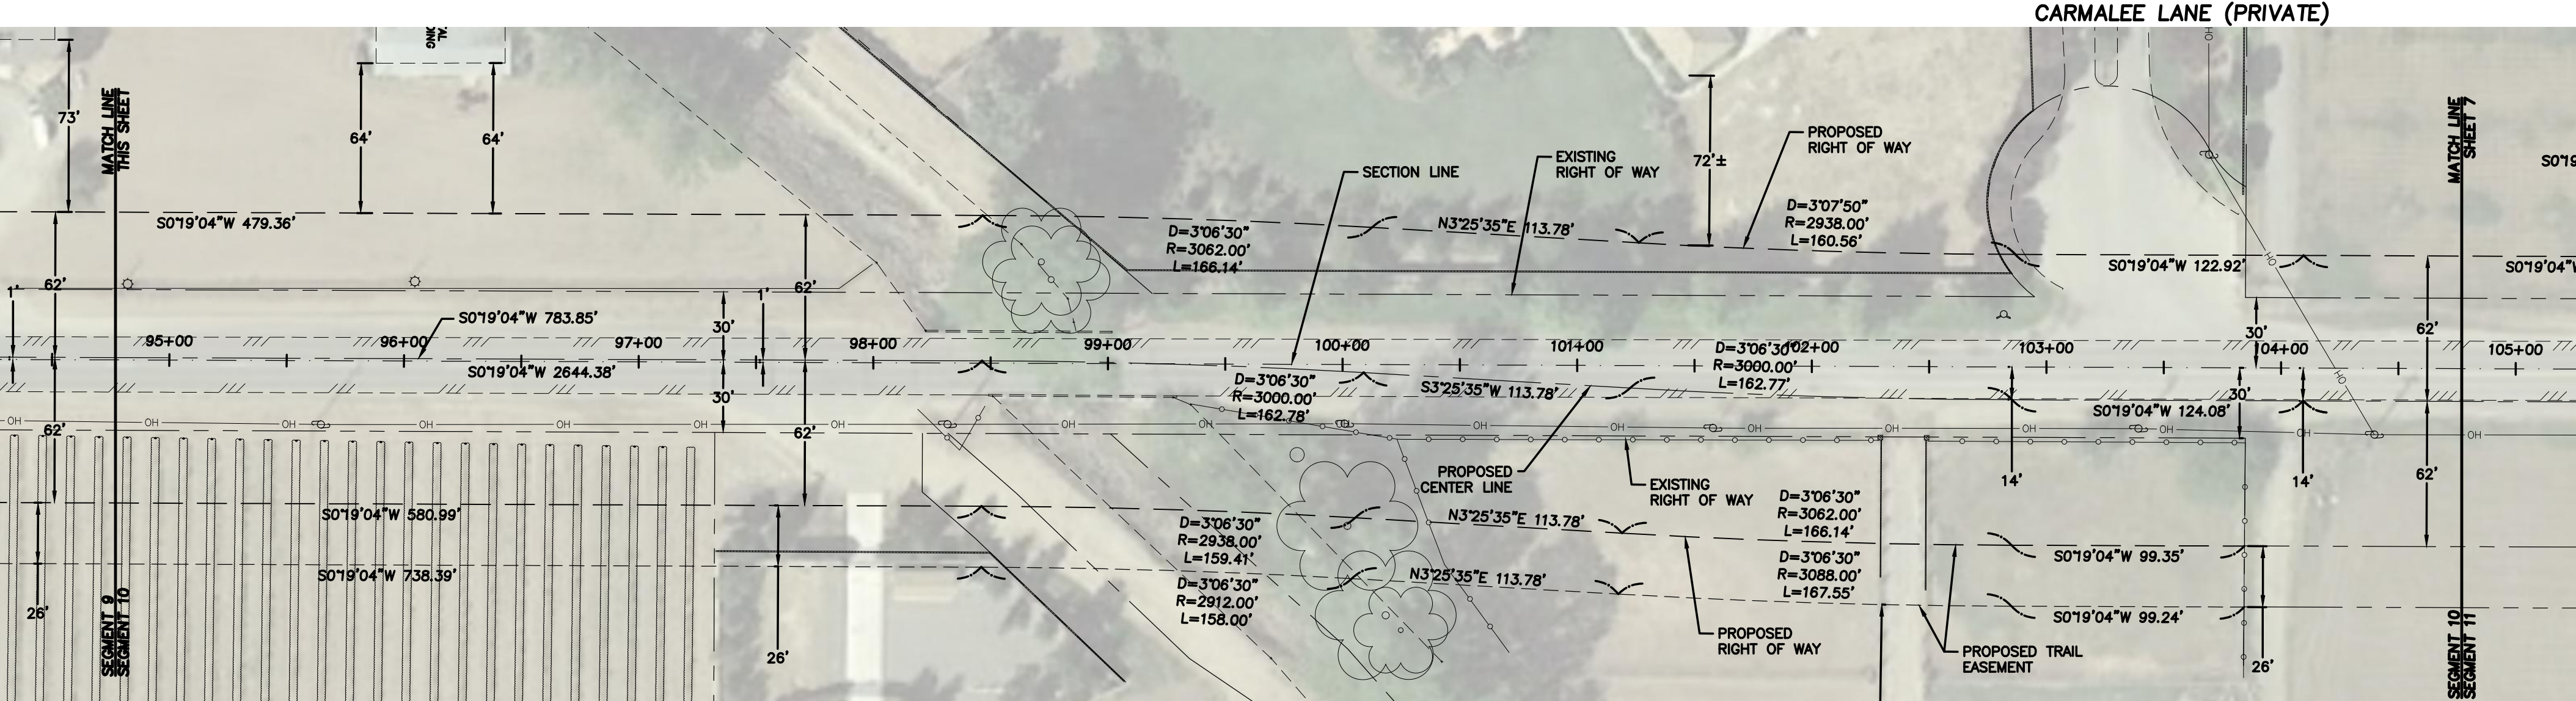 CARMALEE LANE (PRIVATE)
MATCH LINE
THIS SHEET
73'
64'
64'
S0°19'04"W 479.36'
62'
62'
1'
1'
S0°19'04"W 783.85'
30'
95+00
96+00
97+00
98+00
99+00
100+00
101+00
102+00
103+00
104+00
105+00
S0°19'04"W 2644.38'
30'
62'
62'
OH
S0°19'04"W 580.99'
S0°19'04"W 738.39'
26'
26'
SEGMENT 9
SEGMENT 10
SECTION LINE
EXISTING
RIGHT OF WAY
72'±
PROPOSED
RIGHT OF WAY
D=3°06'30"
R=3062.00'
L=166.14'
N3°25'35"E 113.78'
D=3°07'50"
R=2938.00'
L=160.56'
S0°19'04"W 122.92'
D=3°06'30"
R=3000.00'
L=162.78'
S3°25'35"W 113.78'
D=3°06'30"
R=3000.00'
L=162.77'
S0°19'04"W 124.08'
30'
30'
14'
14'
62'
62'
PROPOSED
CENTER LINE
EXISTING
RIGHT OF WAY
D=3°06'30"
R=2938.00'
L=159.41'
N3°25'35"E 113.78'
D=3°06'30"
R=3062.00'
L=166.14'
S0°19'04"W 99.35'
D=3°06'30"
R=2912.00'
L=158.00'
N3°25'35"E 113.78'
D=3°06'30"
R=3088.00'
L=167.55'
S0°19'04"W 99.24'
PROPOSED
RIGHT OF WAY
PROPOSED TRAIL
EASEMENT
26'
MATCH LINE
SHEET 7
SEGMENT 10
SEGMENT 11